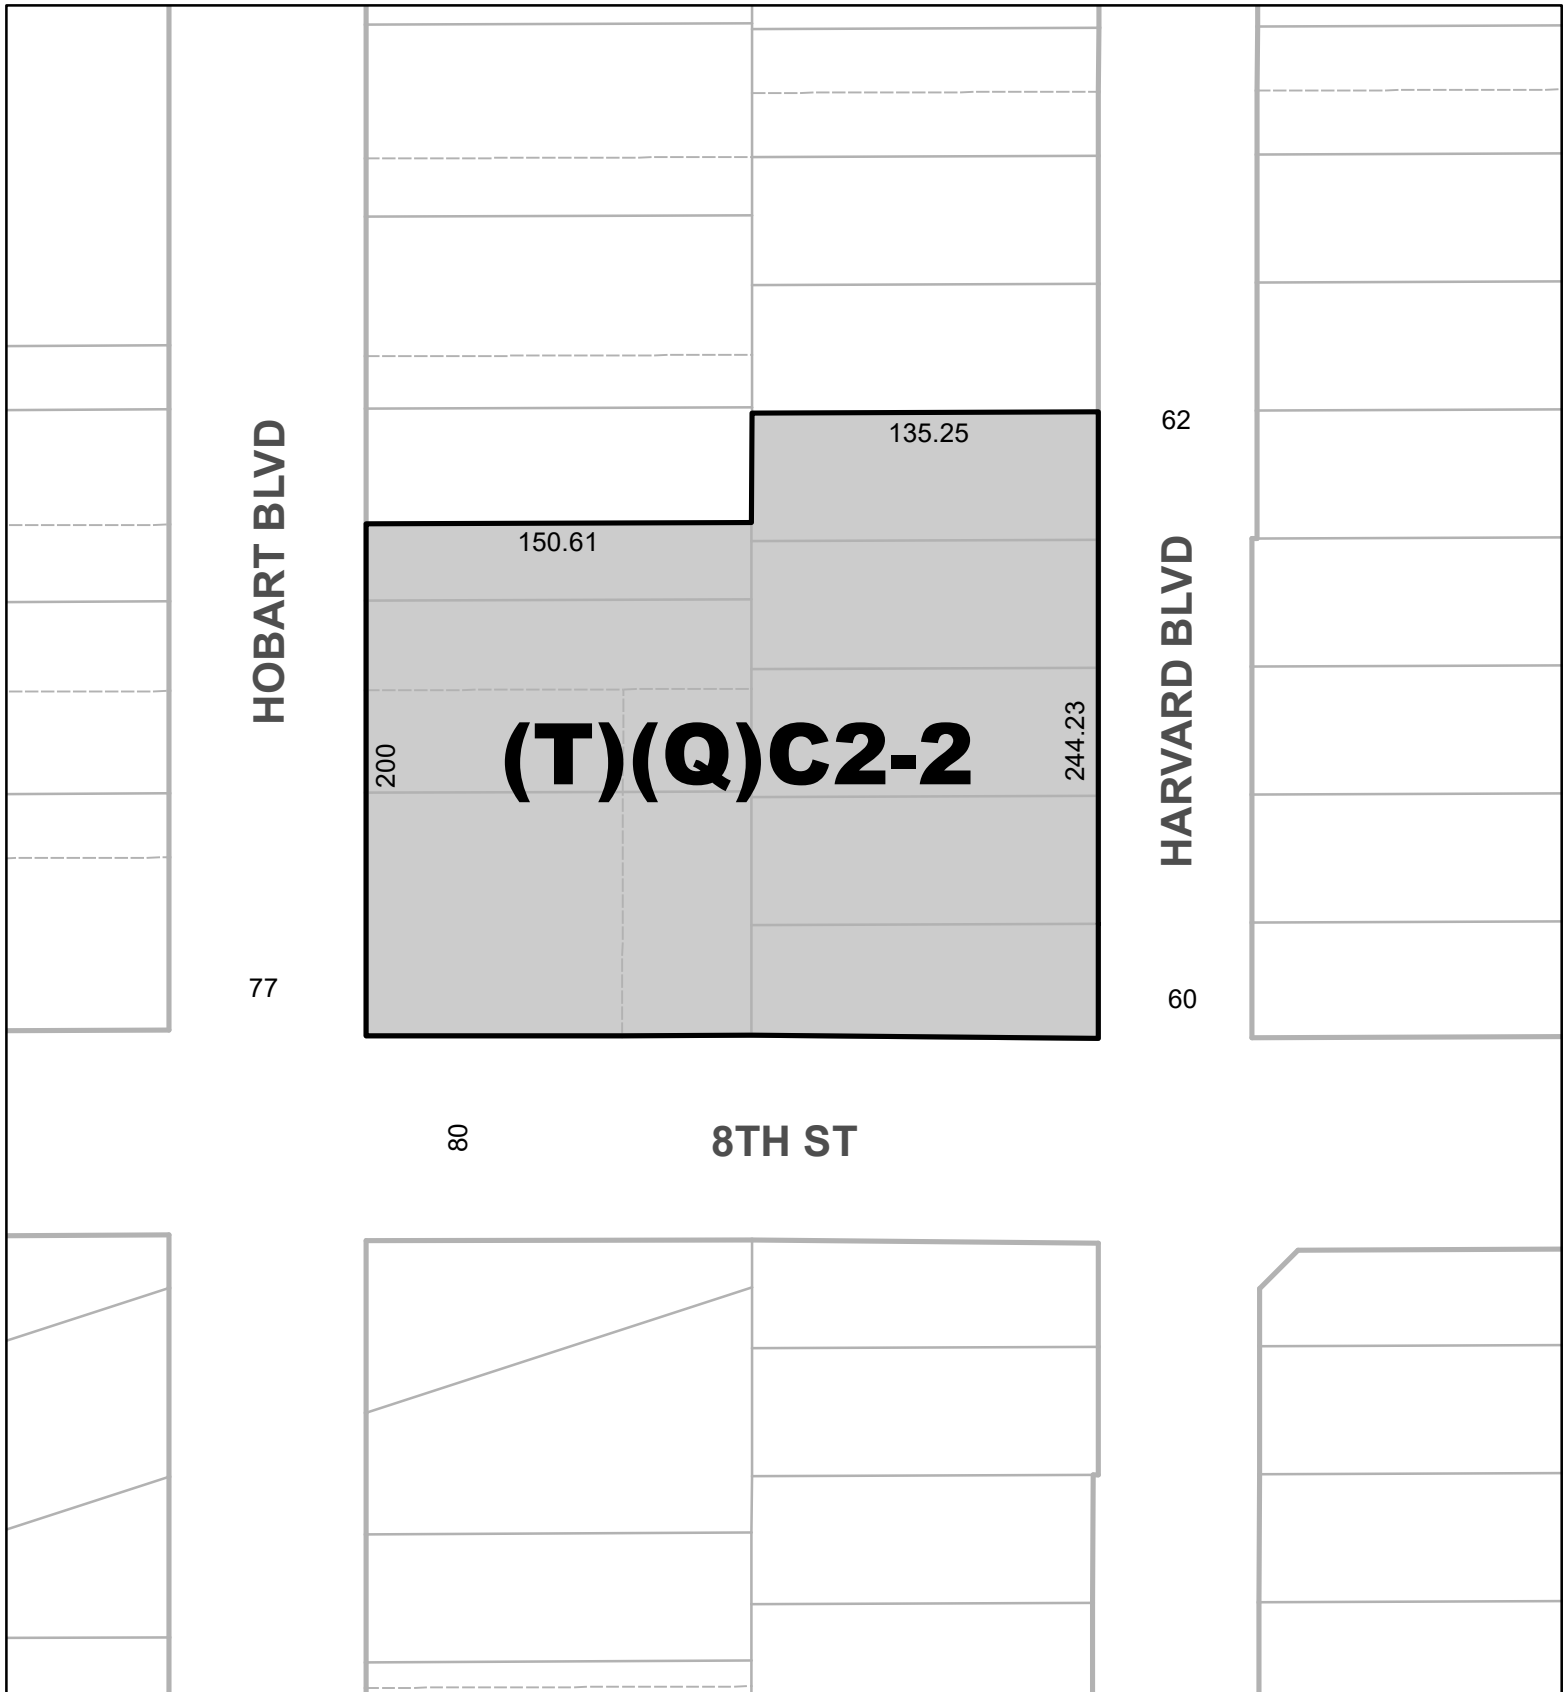 135.25
62
150.61
HOBART BLVD
HARVARD BLVD
200
(T)(Q)C2-2
244.23
77
60
80
8TH ST